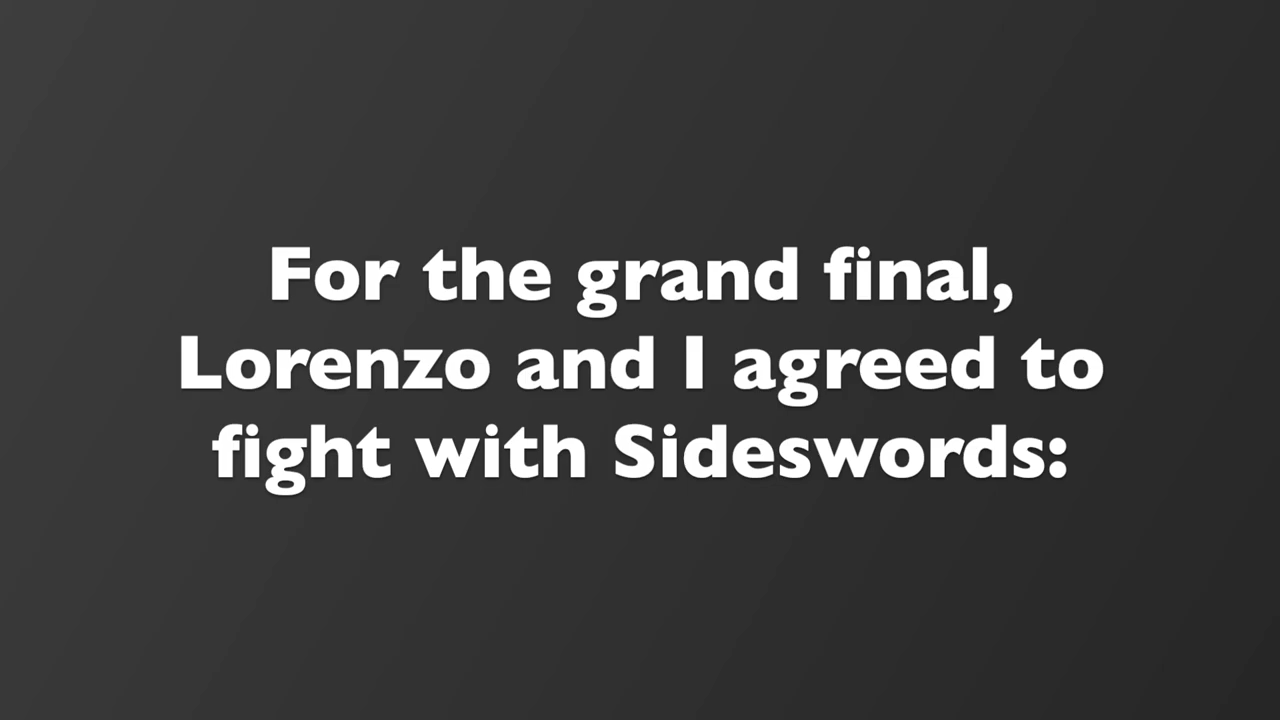 For the grand final,
Lorenzo and I agreed to
fight with Sideswords: